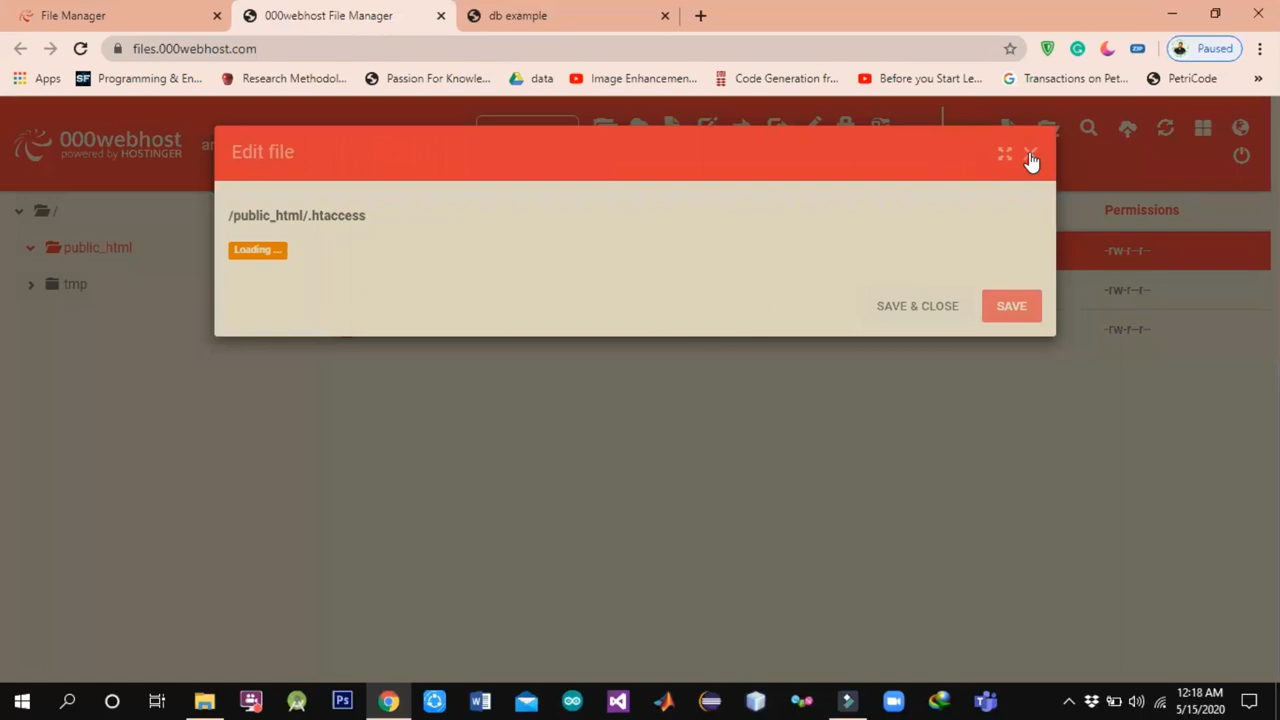 File Manager
000webhost File Manager
db example
files.000webhost.com
Paused
Apps
SF
Programming & En...
Research Methodol...
Passion For Knowle...
data
Image Enhancemen...
Code Generation fr...
Before you Start Le...
Transactions on Pet...
PetriCode
000webhost
powered by HOSTINGER
Edit file
/
Permissions
/public_html/.htaccess
public_html
Loading ...
-rw-r--r--
tmp
-rw-r--r--
SAVE & CLOSE
SAVE
-rw-r--r--
12:18 AM
5/15/2020